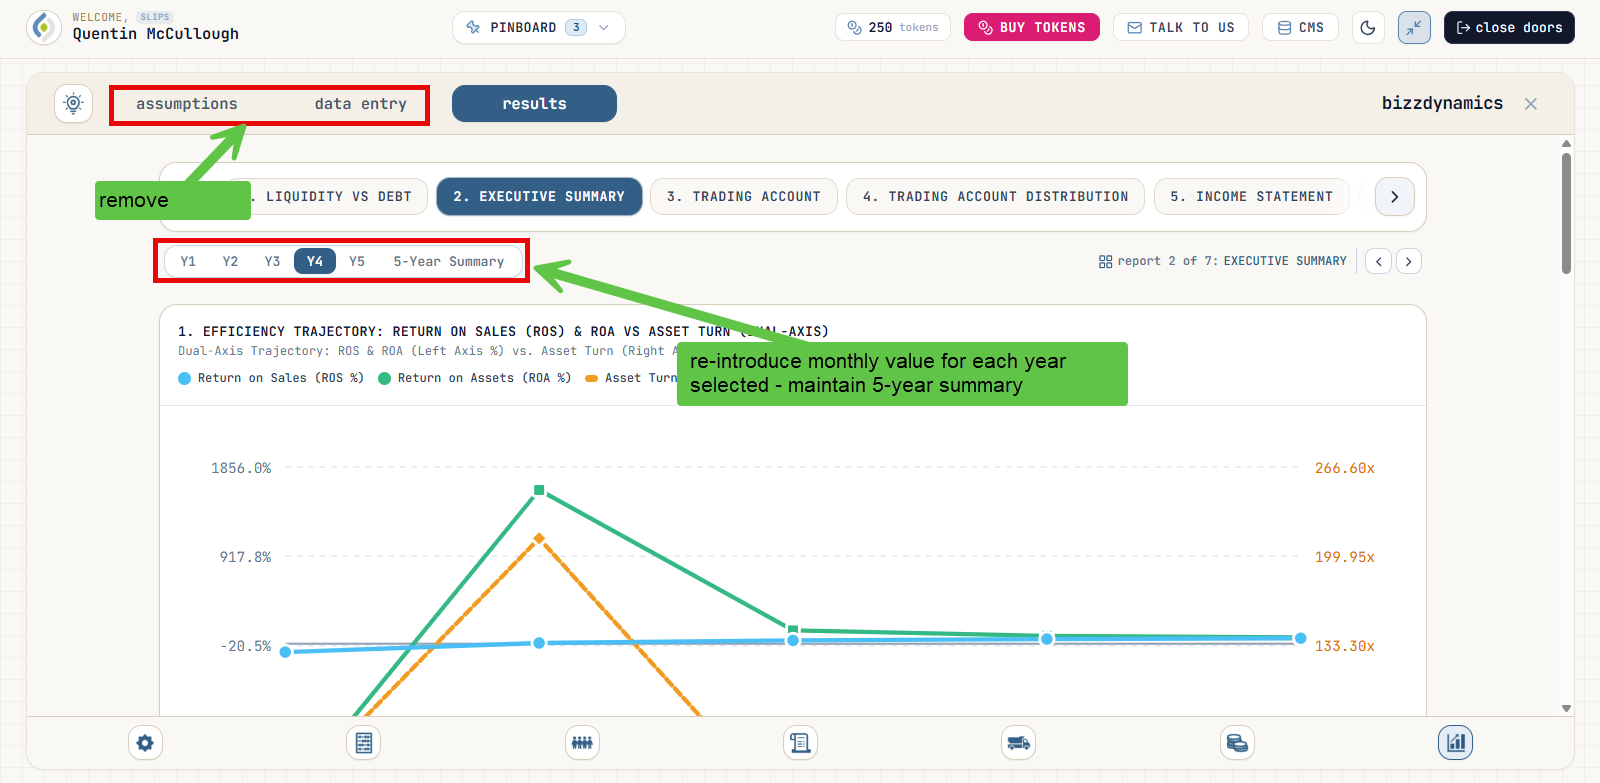 WELCOME, SLIPS
Quentin McCullough
PINBOARD 3
250 tokens
BUY TOKENS
TALK TO US
CMS
close doors
assumptions
data entry
results
bizzdynamics
remove
. LIQUIDITY VS DEBT
2. EXECUTIVE SUMMARY
3. TRADING ACCOUNT
4. TRADING ACCOUNT DISTRIBUTION
5. INCOME STATEMENT
Y1 Y2 Y3 Y4 Y5 5-Year Summary
report 2 of 7: EXECUTIVE SUMMARY
1. EFFICIENCY TRAJECTORY: RETURN ON SALES (ROS) & ROA VS ASSET TURN (DUAL-AXIS)
Dual-Axis Trajectory: ROS & ROA (Left Axis %) vs. Asset Turn (Right A
Return on Sales (ROS %) Return on Assets (ROA %) Asset Turn
re-introduce monthly value for each year
selected - maintain 5-year summary
1856.0% 266.60x
917.8% 199.95x
-20.5% 133.30x